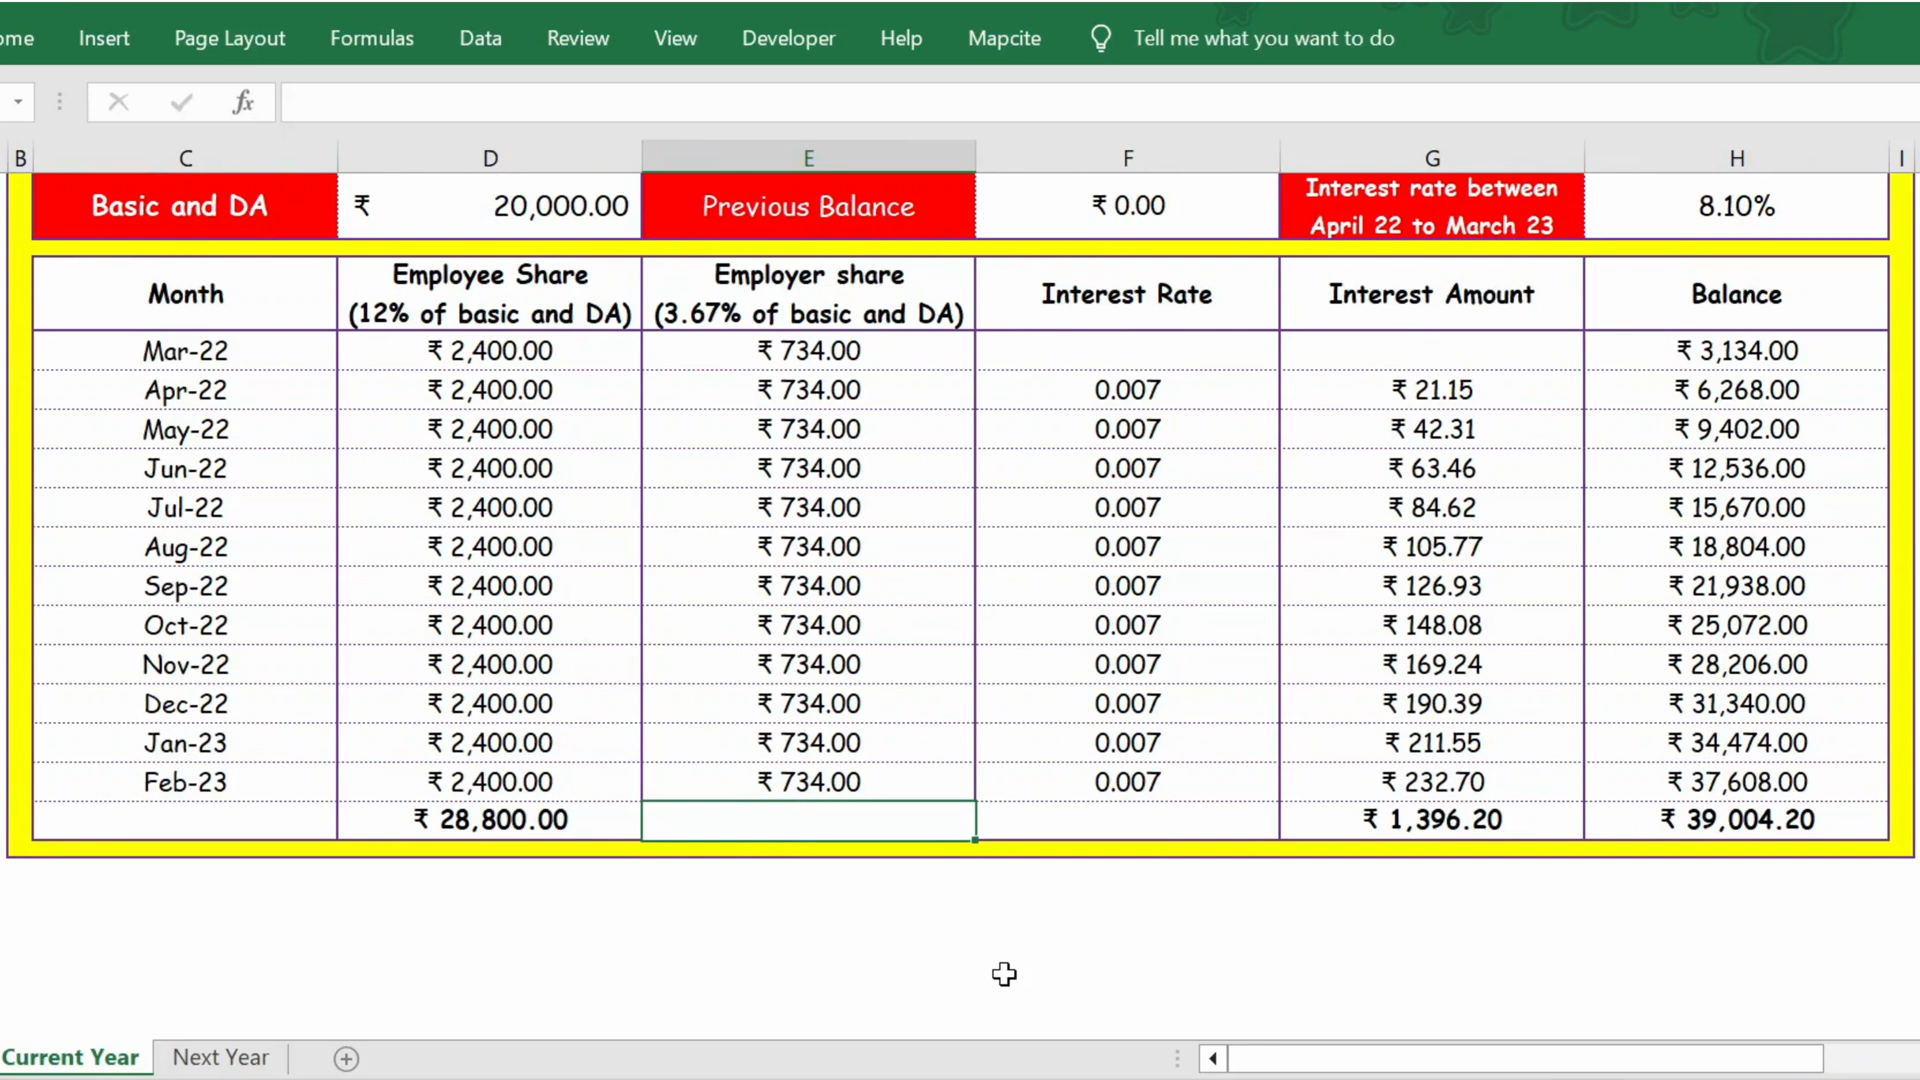 ome Insert Page Layout Formulas Data Review View Developer Help Mapcite Tell me what you want to do
fx
B C D E F G H I
Basic and DA ₹ 20,000.00 Previous Balance ₹ 0.00 Interest rate between April 22 to March 23 8.10%
Month Employee Share (12% of basic and DA) Employer share (3.67% of basic and DA) Interest Rate Interest Amount Balance
Mar-22 ₹ 2,400.00 ₹ 734.00 ₹ 3,134.00
Apr-22 ₹ 2,400.00 ₹ 734.00 0.007 ₹ 21.15 ₹ 6,268.00
May-22 ₹ 2,400.00 ₹ 734.00 0.007 ₹ 42.31 ₹ 9,402.00
Jun-22 ₹ 2,400.00 ₹ 734.00 0.007 ₹ 63.46 ₹ 12,536.00
Jul-22 ₹ 2,400.00 ₹ 734.00 0.007 ₹ 84.62 ₹ 15,670.00
Aug-22 ₹ 2,400.00 ₹ 734.00 0.007 ₹ 105.77 ₹ 18,804.00
Sep-22 ₹ 2,400.00 ₹ 734.00 0.007 ₹ 126.93 ₹ 21,938.00
Oct-22 ₹ 2,400.00 ₹ 734.00 0.007 ₹ 148.08 ₹ 25,072.00
Nov-22 ₹ 2,400.00 ₹ 734.00 0.007 ₹ 169.24 ₹ 28,206.00
Dec-22 ₹ 2,400.00 ₹ 734.00 0.007 ₹ 190.39 ₹ 31,340.00
Jan-23 ₹ 2,400.00 ₹ 734.00 0.007 ₹ 211.55 ₹ 34,474.00
Feb-23 ₹ 2,400.00 ₹ 734.00 0.007 ₹ 232.70 ₹ 37,608.00
₹ 28,800.00 ₹ 1,396.20 ₹ 39,004.20
Current Year Next Year